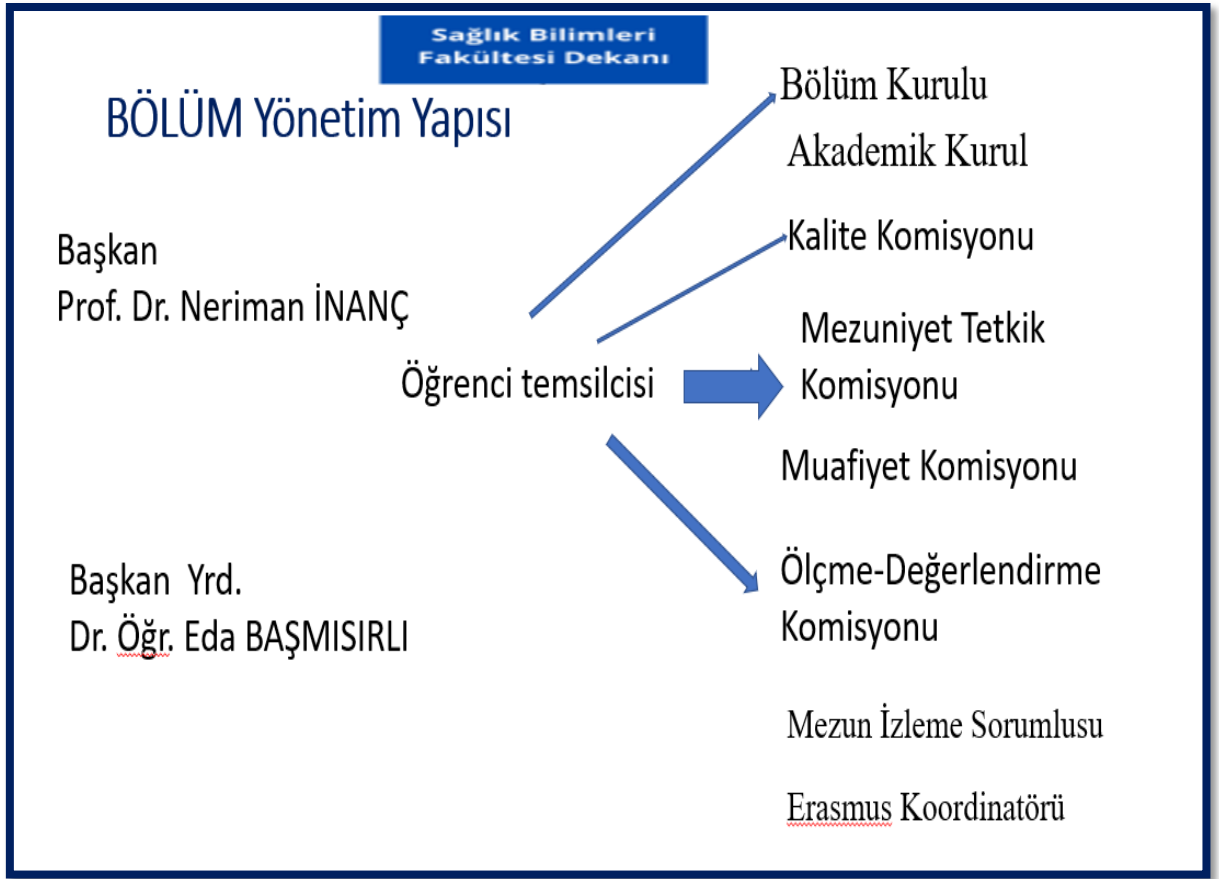 Sağlık Bilimleri
Fakültesi Dekanı
BÖLÜM Yönetim Yapısı
Başkan
Prof. Dr. Neriman İNANÇ
Öğrenci temsilcisi
Başkan Yrd.
Dr. Öğr. Eda BAŞMISIRLI
Bölüm Kurulu
Akademik Kurul
Kalite Komisyonu
Mezuniyet Tetkik
Komisyonu
Muafiyet Komisyonu
Ölçme-Değerlendirme
Komisyonu
Mezun İzleme Sorumlusu
Erasmus Koordinatörü